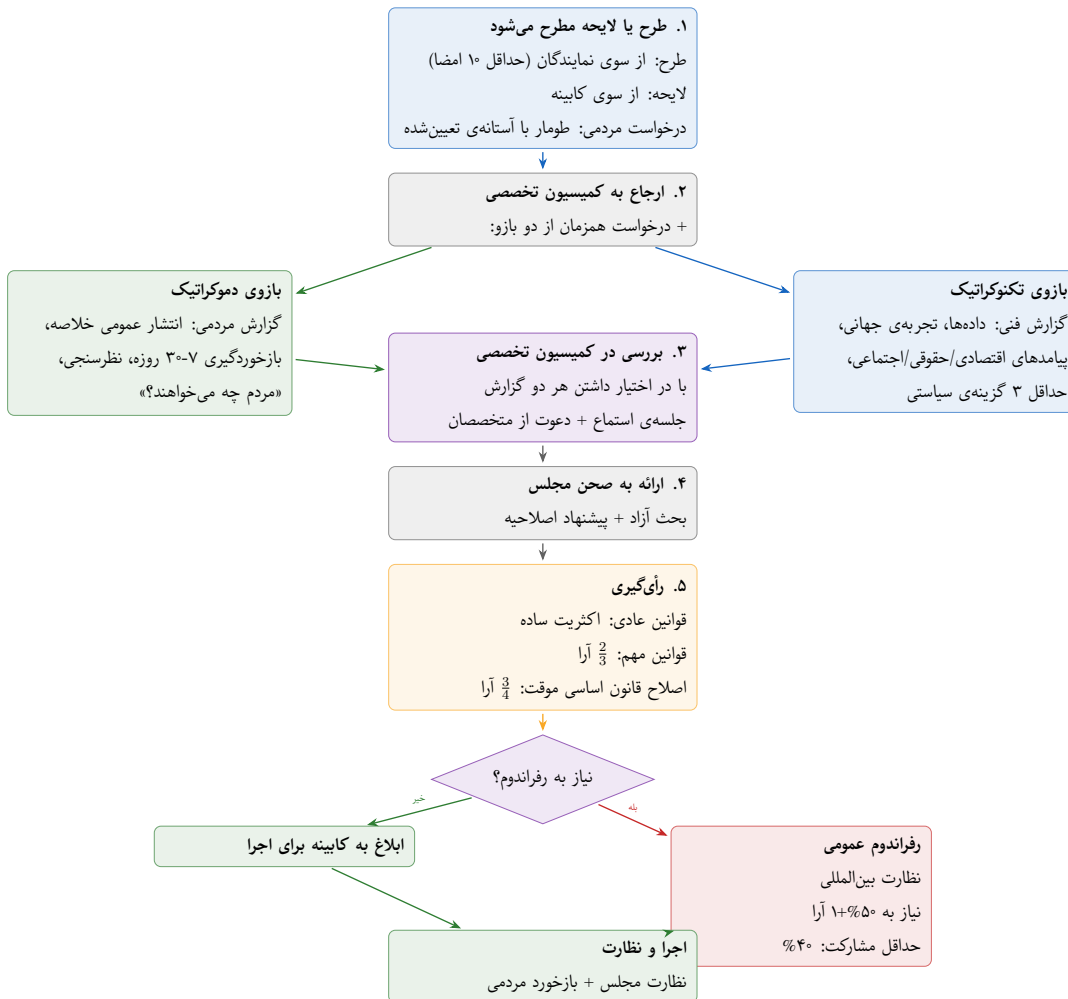 ۱. طرح یا لایحه مطرح می‌شود
طرح: از سوی نمایندگان (حداقل ۱۰ امضا)
لایحه: از سوی کابینه
درخواست مردمی: طومار با آستانه‌ی تعیین‌شده
۲. ارجاع به کمیسیون تخصصی
+ درخواست همزمان از دو بازو:
بازوی تکنوکراتیک
گزارش فنی: داده‌ها، تجربه‌ی جهانی،
پیامدهای اقتصادی/حقوقی/اجتماعی،
حداقل ۳ گزینه‌ی سیاستی
بازوی دموکراتیک
گزارش مردمی: انتشار عمومی خلاصه،
بازخوردگیری ۷-۳۰ روزه، نظرسنجی،
«مردم چه می‌خواهند؟»
۳. بررسی در کمیسیون تخصصی
با در اختیار داشتن هر دو گزارش
جلسه‌ی استماع + دعوت از متخصصان
۴. ارائه به صحن مجلس
بحث آزاد + پیشنهاد اصلاحیه
۵. رأی‌گیری
قوانین عادی: اکثریت ساده
قوانین مهم: 2/3 آرا
اصلاح قانون اساسی موقت: 3/4 آرا
نیاز به رفراندوم؟
بله
خیر
رفراندوم عمومی
نظارت بین‌المللی
نیاز به ۵۰%+۱ آرا
حداقل مشارکت: ۴۰%
ابلاغ به کابینه برای اجرا
اجرا و نظارت
نظارت مجلس + بازخورد مردمی